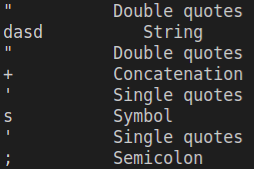 " Double quotes
dasd String
" Double quotes
+ Concatenation
' Single quotes
s Symbol
' Single quotes
; Semicolon